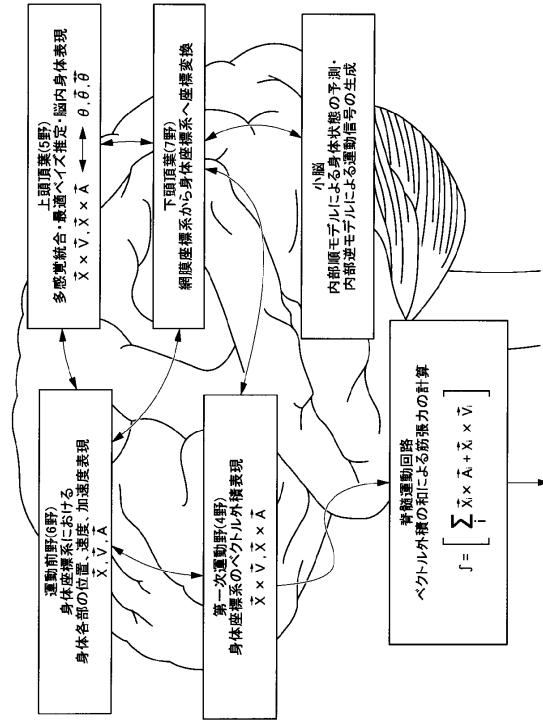 運動前野(6野)
身体座標系における
身体各部の位置、速度、加速度表現
X⃗, V⃗, A⃗
上頭頂葉(5野)
多感覚統合・最適ベイズ推定・脳内身体表現
X⃗ × V⃗, X⃗ × A⃗ ⟷ θ, θ̇⃗, θ̈⃗
第一次運動野(4野)
身体座標系のベクトル外積表現
X⃗ × V⃗, X⃗ × A⃗
下頭頂葉(7野)
網膜座標系から身体座標系へ座標変換
小脳
内部順モデルによる身体状態の予測・
内部逆モデルによる運動信号の生成
脊髄運動回路
ベクトル外積の和による筋張力の計算
∫ = [ ∑i X⃗i × A⃗i + X⃗i × V⃗i ]